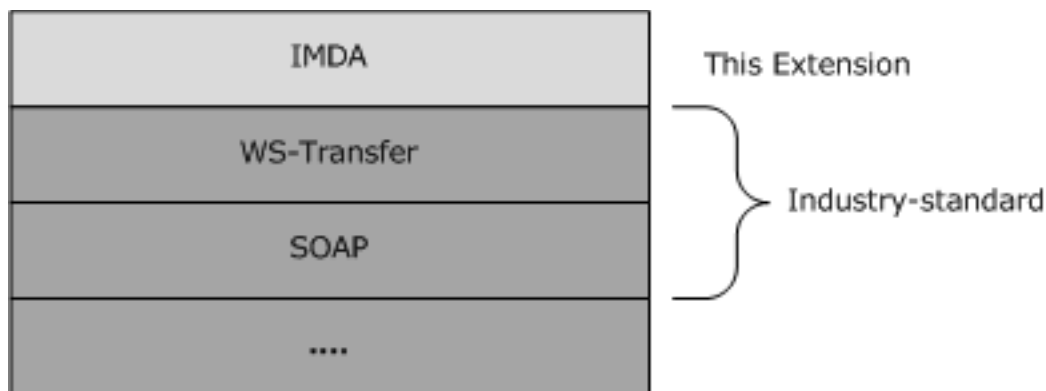 IMDA
This Extension
WS-Transfer
Industry-standard
SOAP
....